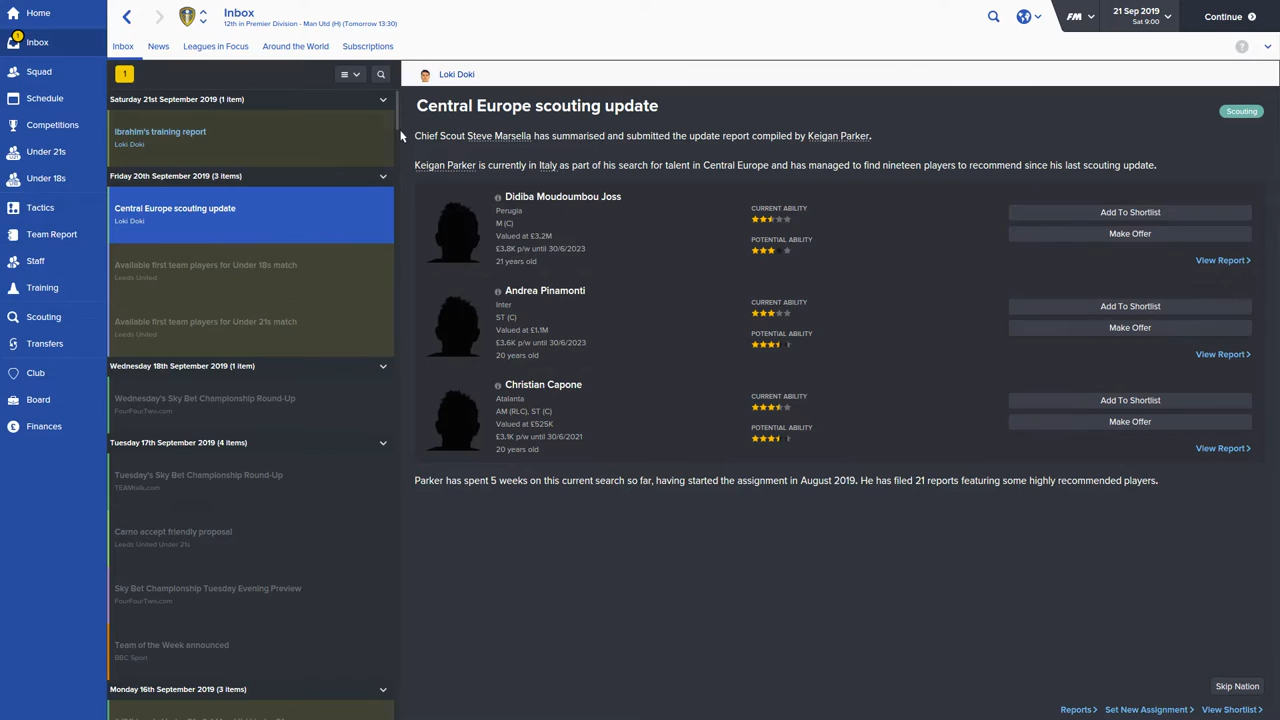 Home
1
Inbox
Squad
Schedule
Competitions
U21
Under 21s
U18
Under 18s
Tactics
Team Report
Staff
Training
Scouting
Transfers
Club
Board
Finances
Inbox
12th in Premier Division - Man Utd (H) (Tomorrow 13:30)
FM
21 Sep 2019
Sat 9:00
Continue
Inbox
News
Leagues in Focus
Around the World
Subscriptions
?
1
Saturday 21st September 2019 (1 item)
Ibrahim's training report
Loki Doki
Friday 20th September 2019 (3 items)
Central Europe scouting update
Loki Doki
Available first team players for Under 18s match
Leeds United
Available first team players for Under 21s match
Leeds United
Wednesday 18th September 2019 (1 item)
Wednesday's Sky Bet Championship Round-Up
FourFourTwo.com
Tuesday 17th September 2019 (4 items)
Tuesday's Sky Bet Championship Round-Up
TEAMtalk.com
Carno accept friendly proposal
Leeds United Under 21s
Sky Bet Championship Tuesday Evening Preview
FourFourTwo.com
Team of the Week announced
BBC Sport
Monday 16th September 2019 (3 items)
Loki Doki
Central Europe scouting update
Scouting
Chief Scout Steve Marsella has summarised and submitted the update report compiled by Keigan Parker.
Keigan Parker is currently in Italy as part of his search for talent in Central Europe and has managed to find nineteen players to recommend since his last scouting update.
Didiba Moudoumbou Joss
Perugia
M (C)
Valued at £3.2M
£3.8K p/w until 30/6/2023
21 years old
CURRENT ABILITY
POTENTIAL ABILITY
Add To Shortlist
Make Offer
View Report
Andrea Pinamonti
Inter
ST (C)
Valued at £1.1M
£3.6K p/w until 30/6/2023
20 years old
CURRENT ABILITY
POTENTIAL ABILITY
Add To Shortlist
Make Offer
View Report
Christian Capone
Atalanta
AM (RLC), ST (C)
Valued at £525K
£3.1K p/w until 30/6/2021
20 years old
CURRENT ABILITY
POTENTIAL ABILITY
Add To Shortlist
Make Offer
View Report
Parker has spent 5 weeks on this current search so far, having started the assignment in August 2019. He has filed 21 reports featuring some highly recommended players.
Skip Nation
Reports
Set New Assignment
View Shortlist